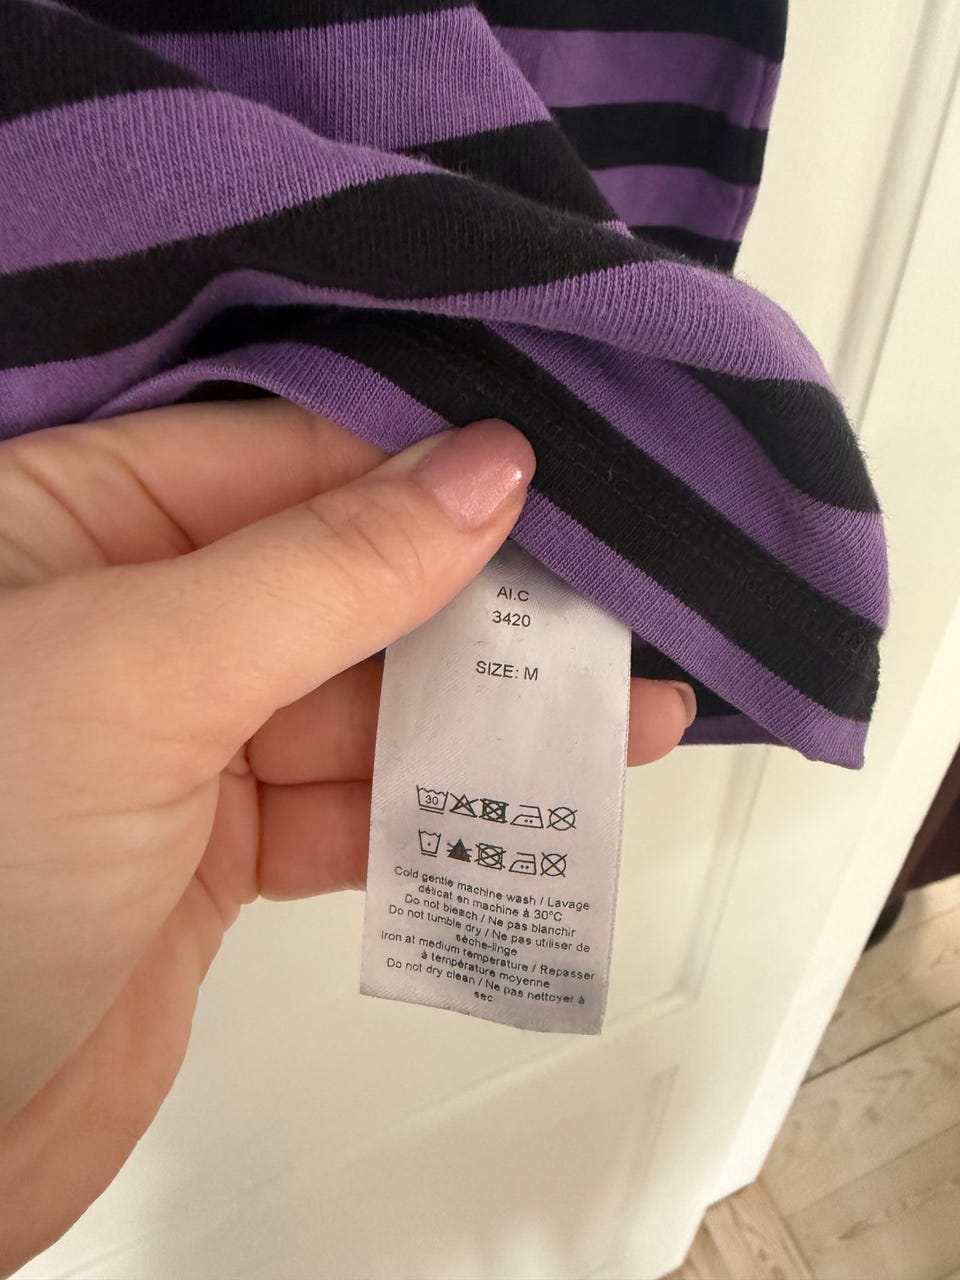 AI.C
3420
SIZE: M
30
Cold gentle machine wash / Lavage
délicat en machine à 30°C
Do not bleach / Ne pas blanchir
Do not tumble dry / Ne pas utiliser de
sèche-linge
Iron at medium temperature / Repasser
à température moyenne
Do not dry clean / Ne pas nettoyer à
sec